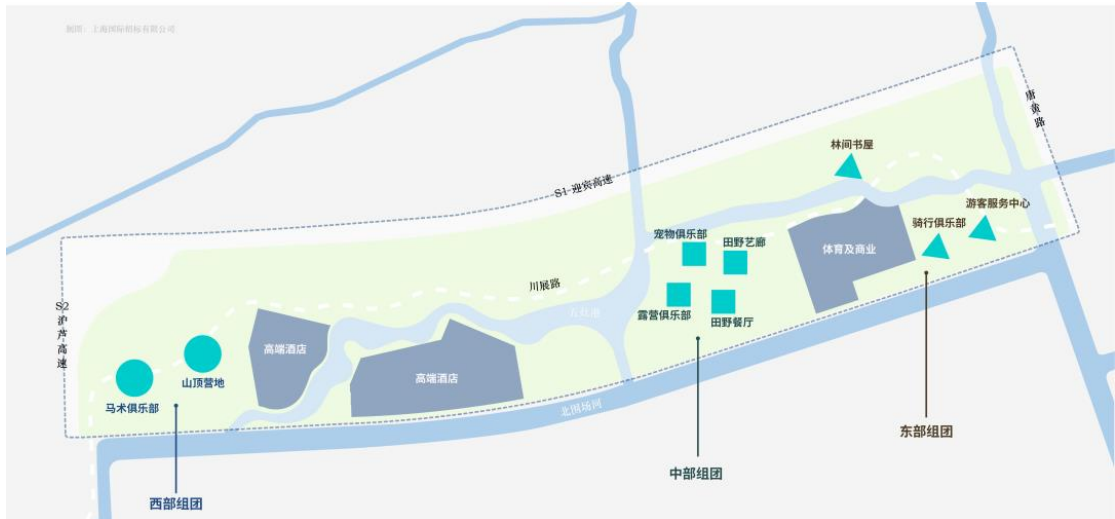 制图：上海国际招标有限公司
唐黄路
林间书屋
S1 迎宾高速
游客服务中心
骑行俱乐部
宠物俱乐部
田野艺廊
体育及商业
川展路
S2 沪芦高速
露营俱乐部
田野餐厅
高端酒店
山顶营地
高端酒店
马术俱乐部
北围场河
东部组团
中部组团
西部组团